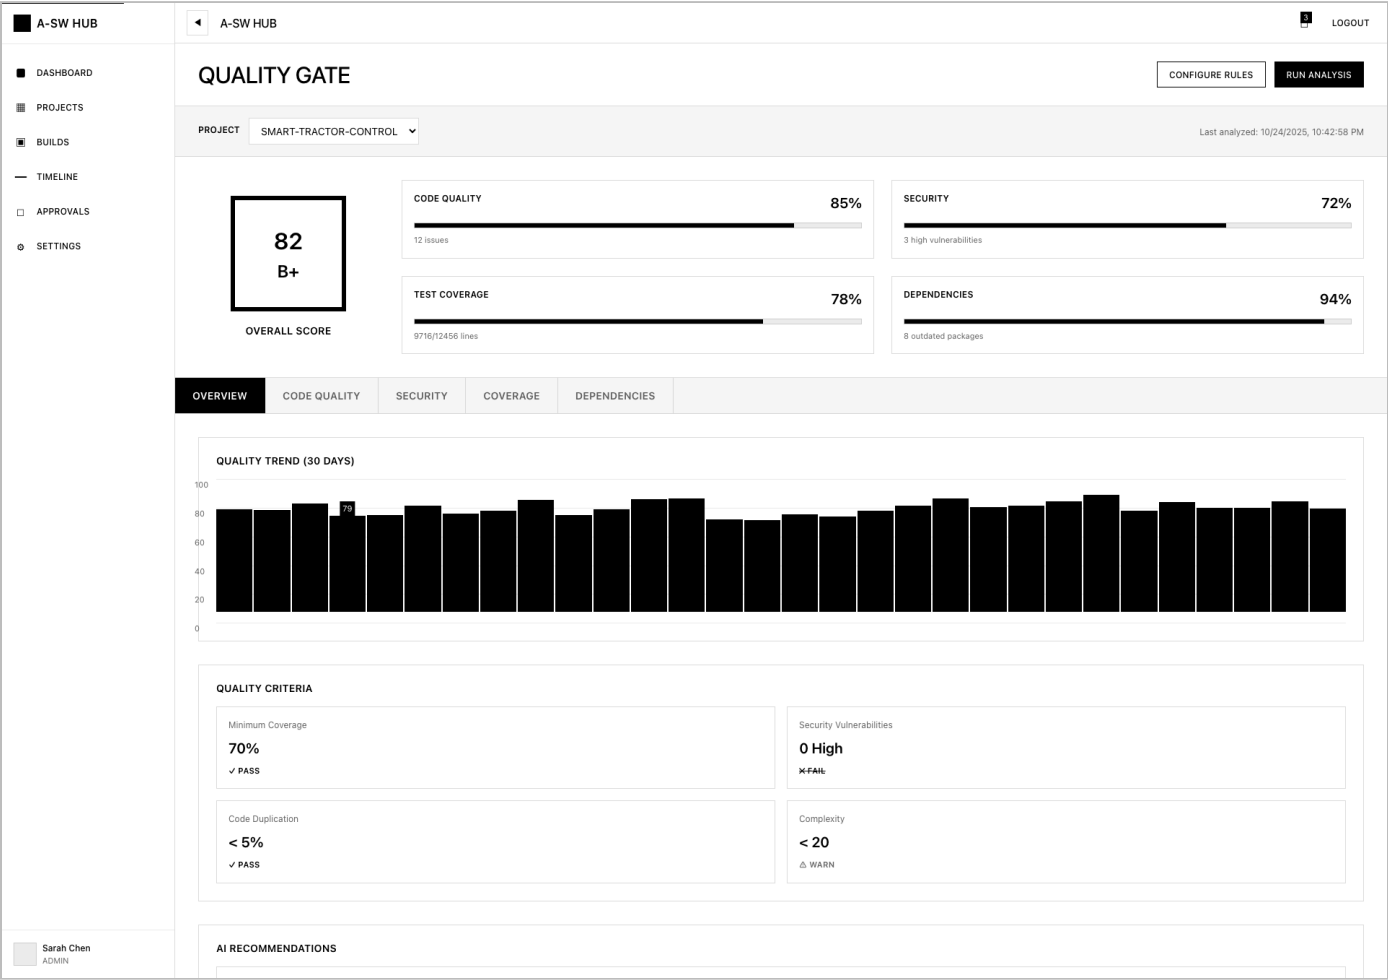 A-SW HUB
DASHBOARD
PROJECTS
BUILDS
TIMELINE
APPROVALS
SETTINGS
Sarah Chen
ADMIN
A-SW HUB
3
LOGOUT
QUALITY GATE
CONFIGURE RULES
RUN ANALYSIS
PROJECT
SMART-TRACTOR-CONTROL
Last analyzed: 10/24/2025, 10:42:58 PM
82
B+
OVERALL SCORE
CODE QUALITY
85%
12 issues
SECURITY
72%
3 high vulnerabilities
TEST COVERAGE
78%
9716/12456 lines
DEPENDENCIES
94%
8 outdated packages
OVERVIEW
CODE QUALITY
SECURITY
COVERAGE
DEPENDENCIES
QUALITY TREND (30 DAYS)
100
80
60
40
20
0
79
QUALITY CRITERIA
Minimum Coverage
70%
✓ PASS
Security Vulnerabilities
0 High
✕ FAIL
Code Duplication
< 5%
✓ PASS
Complexity
< 20
⚠ WARN
AI RECOMMENDATIONS